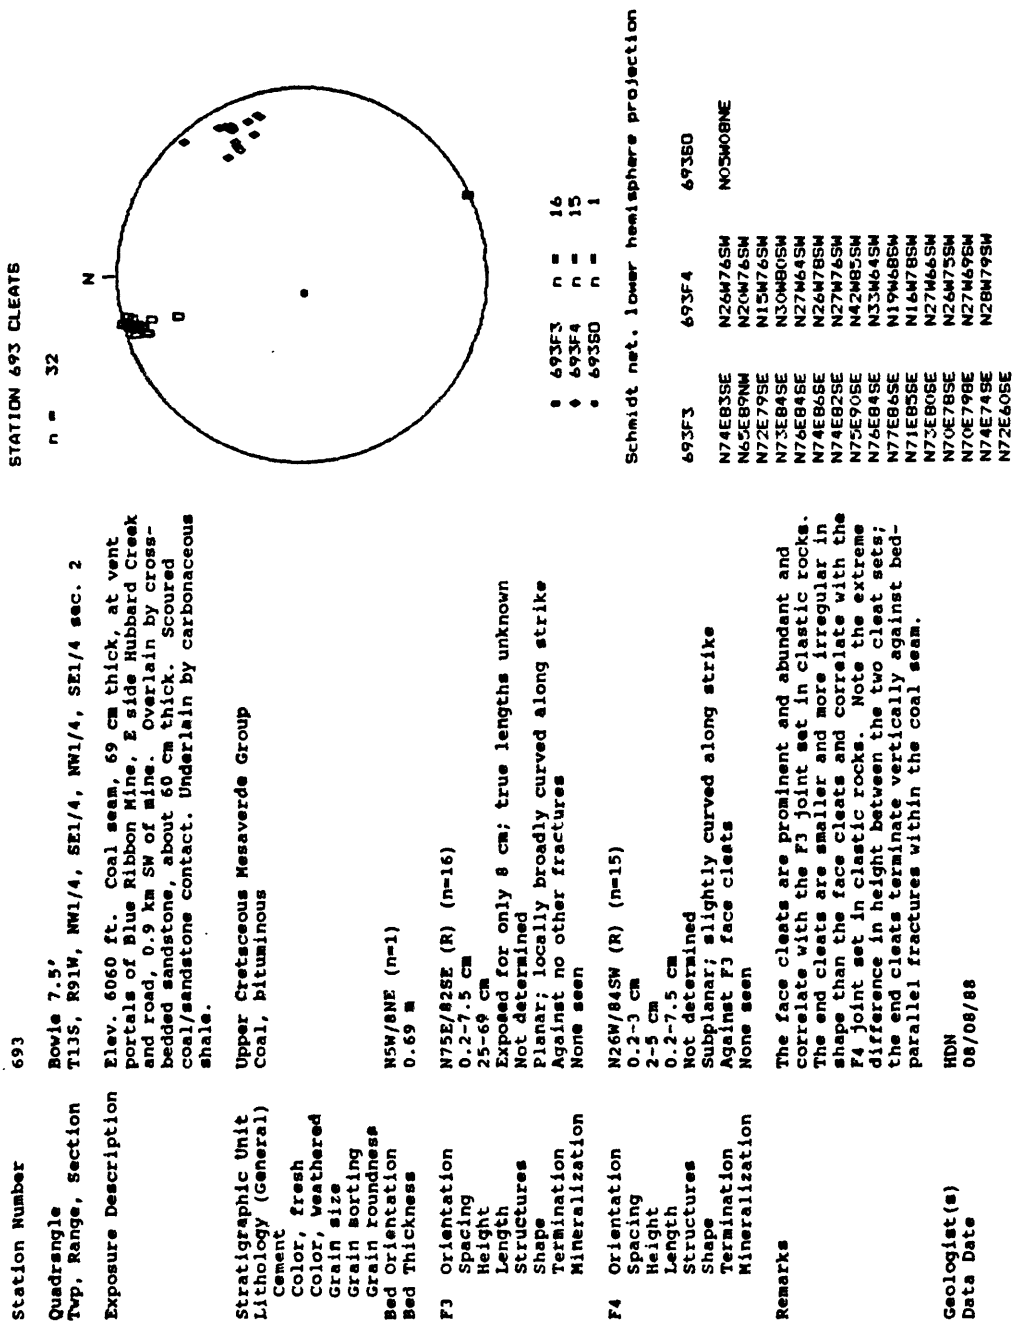 Station Number 693
Quadrangle Bowie 7.5'
Twp, Range, Section T13S, R91W, NW1/4, SE1/4, NW1/4, SE1/4 sec. 2
Exposure Description Elev. 6060 ft. Coal seam, 69 cm thick, at vent
portals of Blue Ribbon Mine, E side Hubbard Creek
and road, 0.9 km SW of mine. Overlain by cross-
bedded sandstone, about 60 cm thick. Scoured
coal/sandstone contact. Underlain by carbonaceous
shale.
Stratigraphic Unit Upper Cretsceous Mesaverde Group
Lithology (General) Coal, bituminous
Cement
Color, fresh
Color, weathered
Grain size
Grain sorting
Grain roundness
Bed Orientation N5W/8NE (n=1)
Bed Thickness 0.69 m
F3 Orientation N75E/82SE (R) (n=16)
Spacing 0.2-7.5 cm
Height 25-69 cm
Length Exposed for only 8 cm; true lengths unknown
Structures Not determined
Shape Planar; locally broadly curved along strike
Termination Against no other fractures
Mineralization None seen
F4 Orientation N26W/84SW (R) (n=15)
Spacing 0.2-3 cm
Height 2-5 cm
Length 0.2-7.5 cm
Structures Not determined
Shape Subplanar; slightly curved along strike
Termination Against F3 face cleats
Mineralization None seen
Remarks The face cleats are prominent and abundant and
correlate with the F3 joint set in clastic rocks.
The end cleats are smaller and more irregular in
shape than the face cleats and correlate with the
F4 joint set in clastic rocks. Note the extreme
difference in height between the two cleat sets;
the end cleats terminate vertically against bed-
parallel fractures within the coal seam.
Geologist(s) HDN
Data Date 08/08/88
STATION 693 CLEATS
n = 32
N
693F3 n = 16
693F4 n = 15
693S0 n = 1
Schmidt net. lower hemisphere projection
693F3 693F4 693S0
N74E83SE N26W76SW N05W08NE
N65E89NW N20W76SW
N72E79SE N15W76SW
N73E84SE N30W80SW
N76E84SE N27W64SW
N74E86SE N26W78SW
N74E82SE N27W76SW
N75E90SE N42W85SW
N76E84SE N33W64SW
N77E86SE N19W68SW
N71E85SE N16W78SW
N73E80SE N27W66SW
N70E78SE N26W75SW
N70E79SE N27W69SW
N74E74SE N28W79SW
N72E60SE